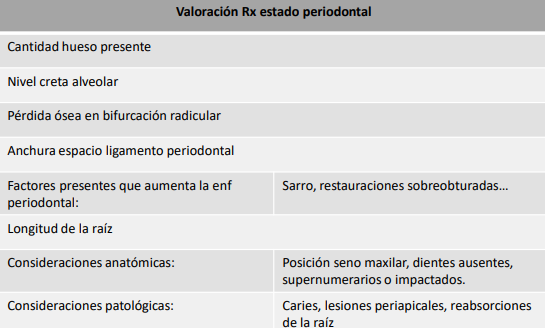 Valoración Rx estado periodontal
Cantidad hueso presente
Nivel creta alveolar
Pérdida ósea en bifurcación radicular
Anchura espacio ligamento periodontal
Factores presentes que aumenta la enf
periodontal:
Sarro, restauraciones sobreobturadas…
Longitud de la raíz
Consideraciones anatómicas:
Posición seno maxilar, dientes ausentes,
supernumerarios o impactados.
Consideraciones patológicas:
Caries, lesiones periapicales, reabsorciones
de la raíz